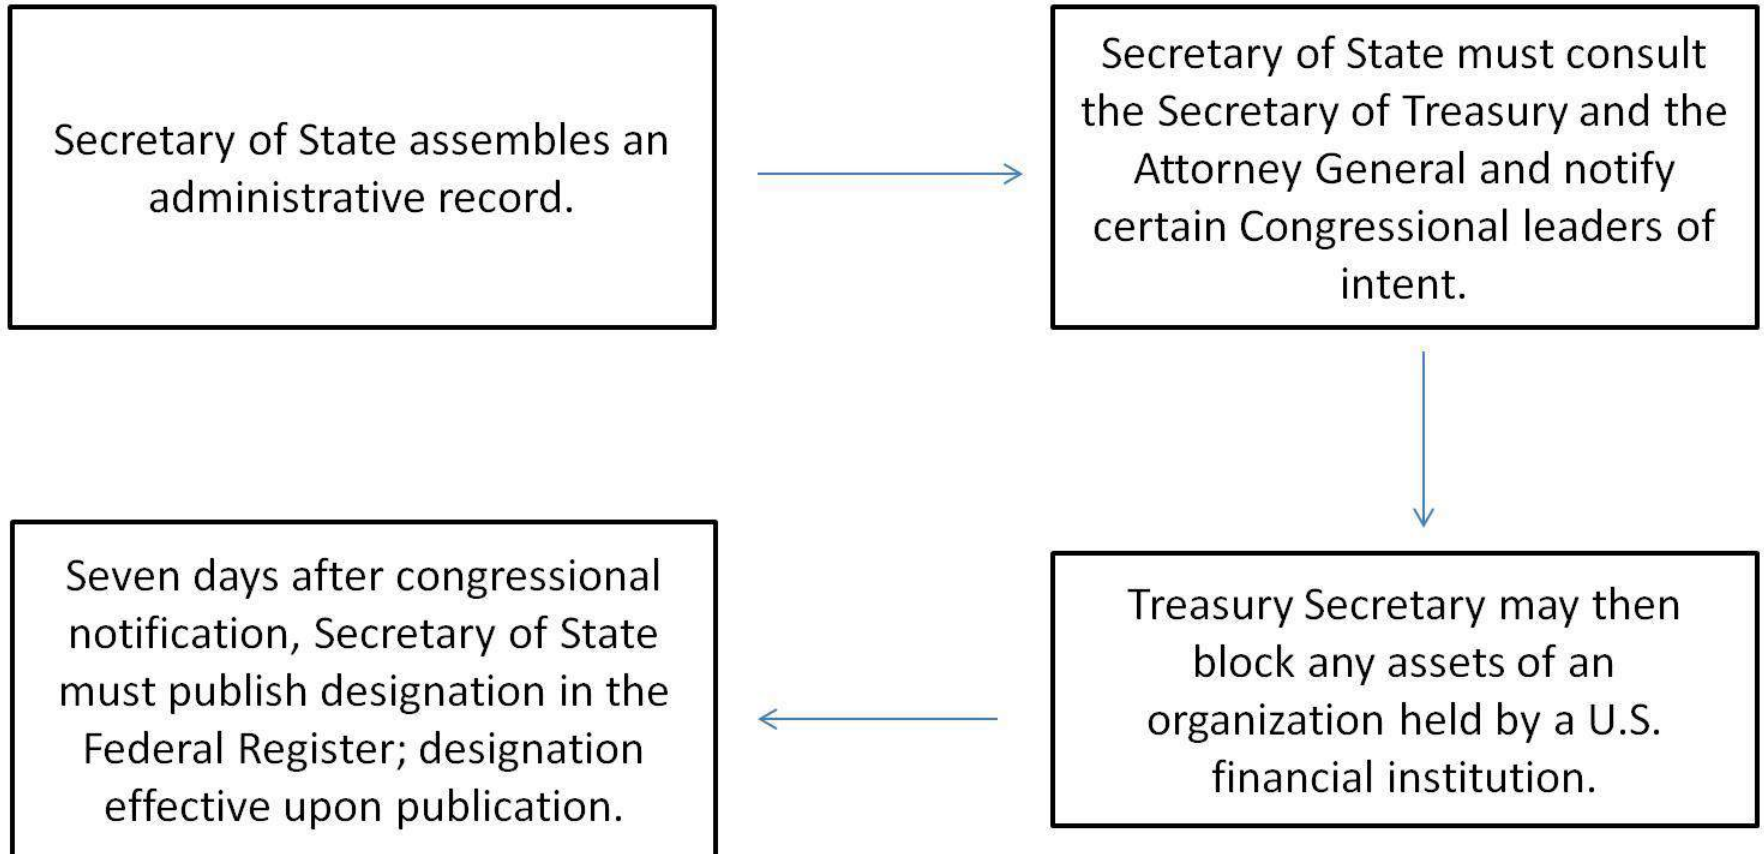 Secretary of State assembles an
administrative record.
Secretary of State must consult
the Secretary of Treasury and the
Attorney General and notify
certain Congressional leaders of
intent.
Treasury Secretary may then
block any assets of an
organization held by a U.S.
financial institution.
Seven days after congressional
notification, Secretary of State
must publish designation in the
Federal Register; designation
effective upon publication.